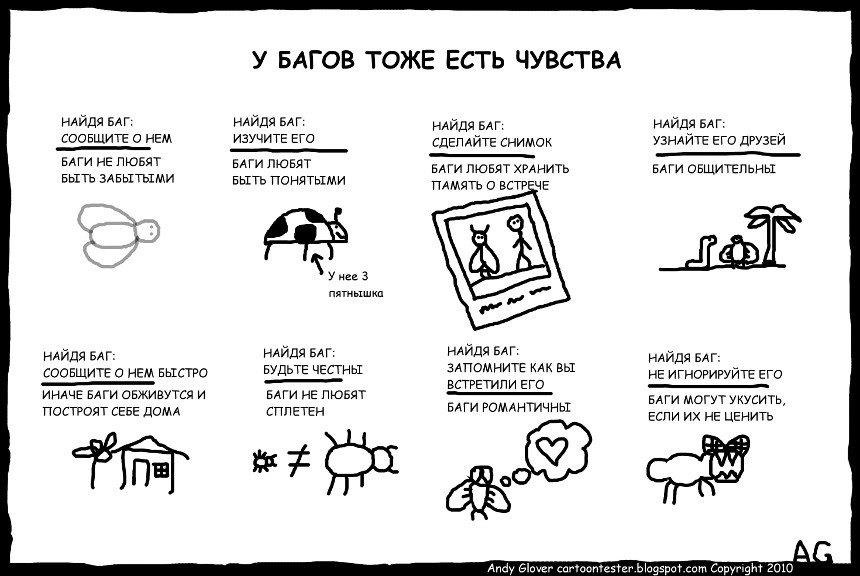 У БАГОВ ТОЖЕ ЕСТЬ ЧУВСТВА
НАЙДЯ БАГ:
СООБЩИТЕ О НЕМ
БАГИ НЕ ЛЮБЯТ
БЫТЬ ЗАБЫТЫМИ
НАЙДЯ БАГ:
ИЗУЧИТЕ ЕГО
БАГИ ЛЮБЯТ
БЫТЬ ПОНЯТЫМИ
У нее 3
пятнышка
НАЙДЯ БАГ:
СДЕЛАЙТЕ СНИМОК
БАГИ ЛЮБЯТ ХРАНИТЬ
ПАМЯТЬ О ВСТРЕЧЕ
НАЙДЯ БАГ:
УЗНАЙТЕ ЕГО ДРУЗЕЙ
БАГИ ОБЩИТЕЛЬНЫ
НАЙДЯ БАГ:
СООБЩИТЕ О НЕМ БЫСТРО
ИНАЧЕ БАГИ ОБЖИВУТСЯ И
ПОСТРОЯТ СЕБЕ ДОМА
НАЙДЯ БАГ:
БУДЬТЕ ЧЕСТНЫ
БАГИ НЕ ЛЮБЯТ
СПЛЕТЕН
≠
НАЙДЯ БАГ:
ЗАПОМНИТЕ КАК ВЫ
ВСТРЕТИЛИ ЕГО
БАГИ РОМАНТИЧНЫ
НАЙДЯ БАГ:
НЕ ИГНОРИРУЙТЕ ЕГО
БАГИ МОГУТ УКУСИТЬ,
ЕСЛИ ИХ НЕ ЦЕНИТЬ
AG
Andy Glover cartoontester.blogspot.com Copyright 2010